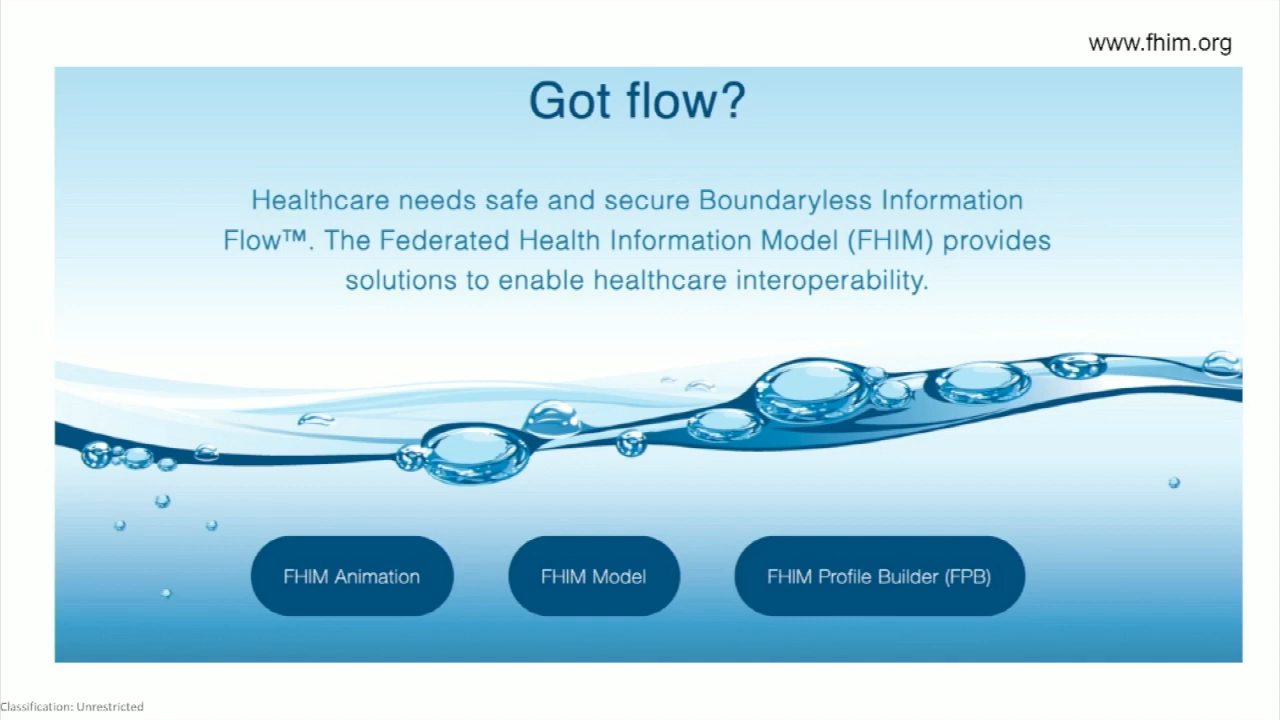 www.fhim.org
Got flow?
Healthcare needs safe and secure Boundaryless Information
Flow™. The Federated Health Information Model (FHIM) provides
solutions to enable healthcare interoperability.
FHIM Animation
FHIM Model
FHIM Profile Builder (FPB)
Classification: Unrestricted